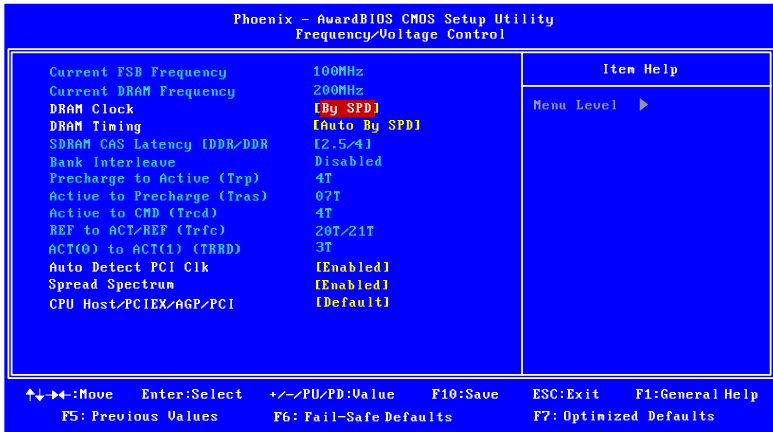 Phoenix - AwardBIOS CMOS Setup Utility
Frequency/Voltage Control
Current FSB Frequency 100MHz
Current DRAM Frequency 200MHz
DRAM Clock [By SPD]
DRAM Timing [Auto By SPD]
SDRAM CAS Latency [DDR/DDR [2.5/4]
Bank Interleave Disabled
Precharge to Active (Trp) 4T
Active to Precharge (Tras) 07T
Active to CMD (Trcd) 4T
REF to ACT/REF (Trfc) 20T/21T
ACT(0) to ACT(1) (TRRD) 3T
Auto Detect PCI Clk [Enabled]
Spread Spectrum [Enabled]
CPU Host/PCIEX/AGP/PCI [Default]
Item Help
Menu Level ▶
↑↓→←:Move Enter:Select +/-/PU/PD:Value F10:Save ESC:Exit F1:General Help
F5: Previous Values F6: Fail-Safe Defaults F7: Optimized Defaults